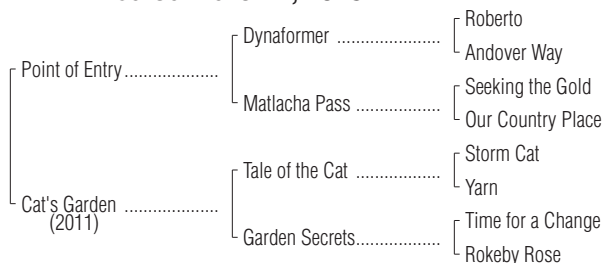 Roberto
Dynaformer ..................
Andover Way
Point of Entry.....................
Seeking the Gold
Matlacha Pass ...................
Our Country Place
Storm Cat
Tale of the Cat ...................
Yarn
Cat's Garden .....................
(2011)
Time for a Change
Garden Secrets...................
Rokeby Rose